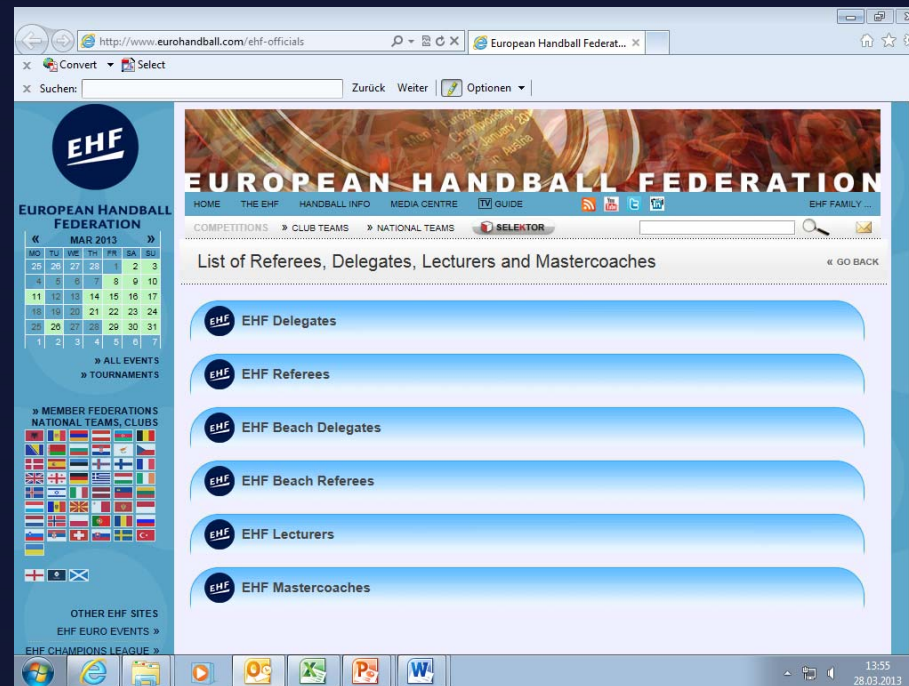 http://www.eurohandball.com/ehf-officials
European Handball Federat...
x Convert Select
x Suchen: Zurück Weiter Optionen
EHF
EUROPEAN HANDBALL FEDERATION
HOME THE EHF HANDBALL INFO MEDIA CENTRE TV GUIDE EHF FAMILY ...
COMPETITIONS » CLUB TEAMS » NATIONAL TEAMS SELEKTOR
List of Referees, Delegates, Lecturers and Mastercoaches « GO BACK
EUROPEAN HANDBALL
FEDERATION
« MAR 2013 »
MO TU WE TH FR SA SU
25 26 27 28 1 2 3
4 5 6 7 8 9 10
11 12 13 14 15 16 17
18 19 20 21 22 23 24
25 26 27 28 29 30 31
1 2 3 4 5 6 7
» ALL EVENTS
» TOURNAMENTS
» MEMBER FEDERATIONS
NATIONAL TEAMS, CLUBS
OTHER EHF SITES
EHF EURO EVENTS »
EHF CHAMPIONS LEAGUE »
EHF EHF Delegates
EHF EHF Referees
EHF EHF Beach Delegates
EHF EHF Beach Referees
EHF EHF Lecturers
EHF EHF Mastercoaches
13:55
28.03.2013